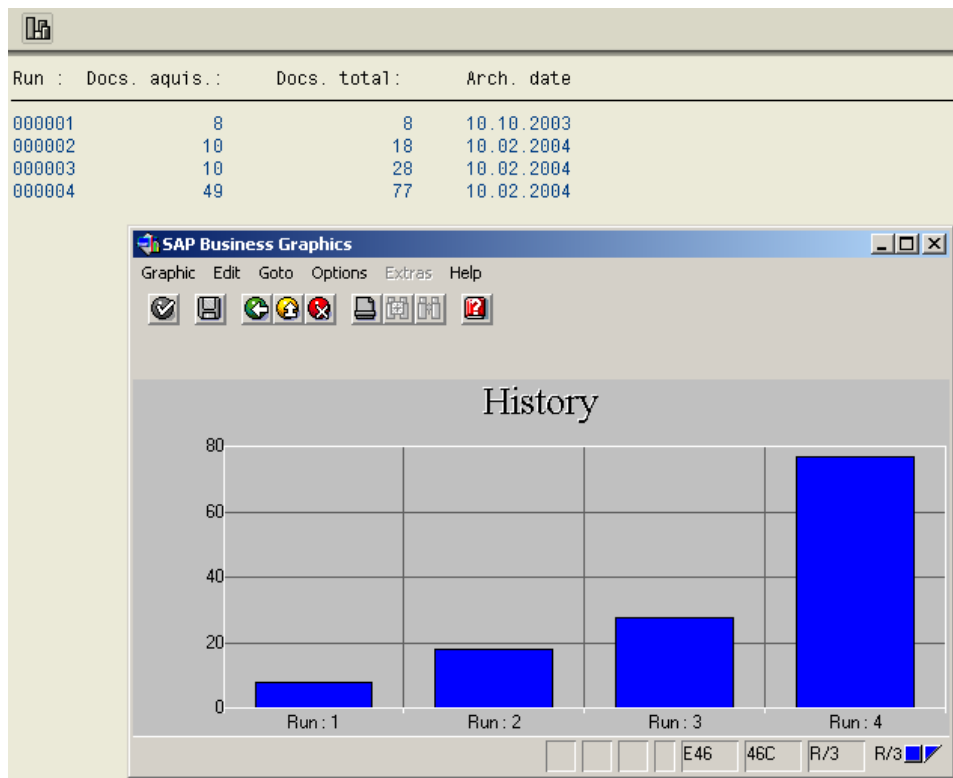 Run : Docs. aquis.: Docs. total: Arch. date
000001 8 8 10.10.2003
000002 10 18 10.02.2004
000003 10 28 10.02.2004
000004 49 77 10.02.2004
SAP Business Graphics
Graphic Edit Goto Options Extras Help
History
80
60
40
20
0
Run : 1 Run : 2 Run : 3 Run : 4
E46 46C R/3 R/3